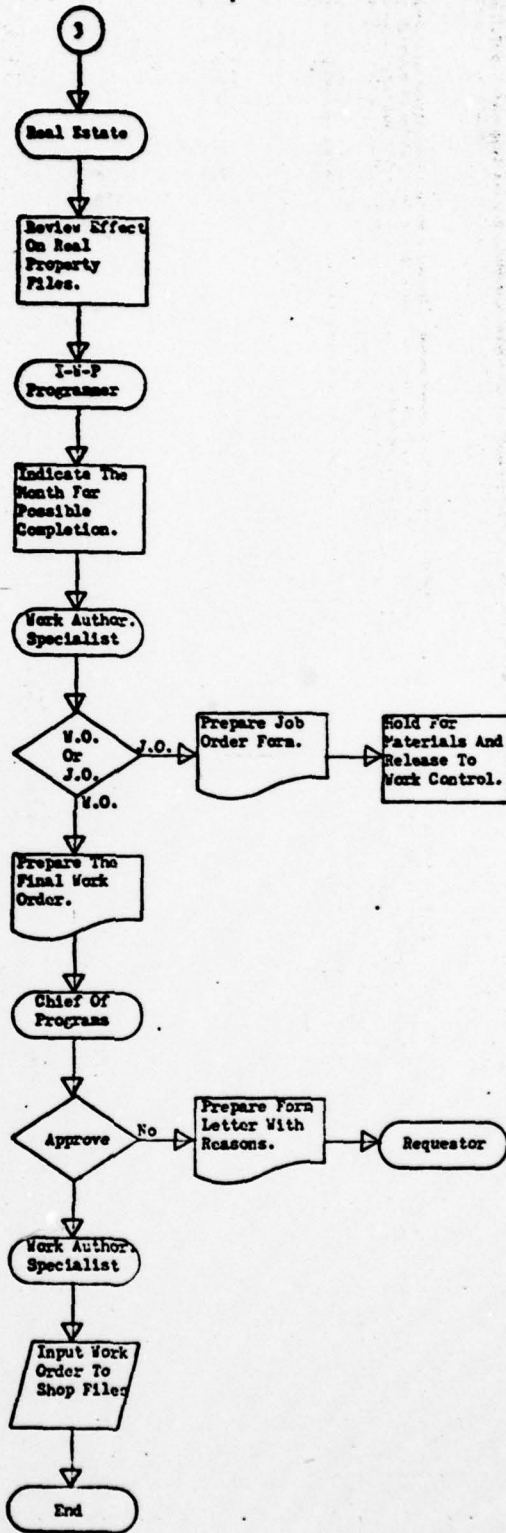 3
Real Estate
Review Effect
On Real
Property
Files.
I-W-P
Programmer
Indicate The
Month For
Possible
Completion.
Work Author.
Specialist
W.O.
Or
J.O.
J.O.
Prepare Job
Order Form.
Hold For
Materials And
Release To
Work Control.
W.O.
Prepare The
Final Work
Order.
Chief Of
Programs
Approve
No
Prepare Form
Letter With
Reasons.
Requestor
Work Author.
Specialist
Input Work
Order To
Shop Files
End